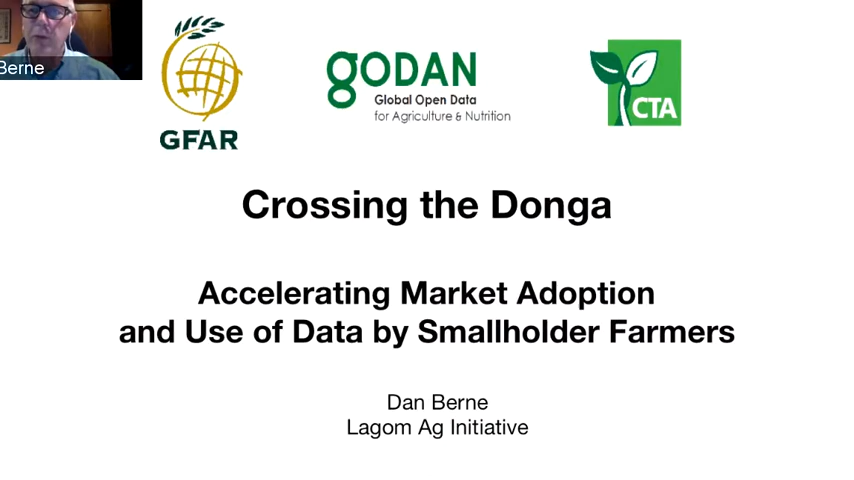 Berne
GFAR
GODAN
Global Open Data
for Agriculture & Nutrition
CTA
Crossing the Donga
Accelerating Market Adoption
and Use of Data by Smallholder Farmers
Dan Berne
Lagom Ag Initiative